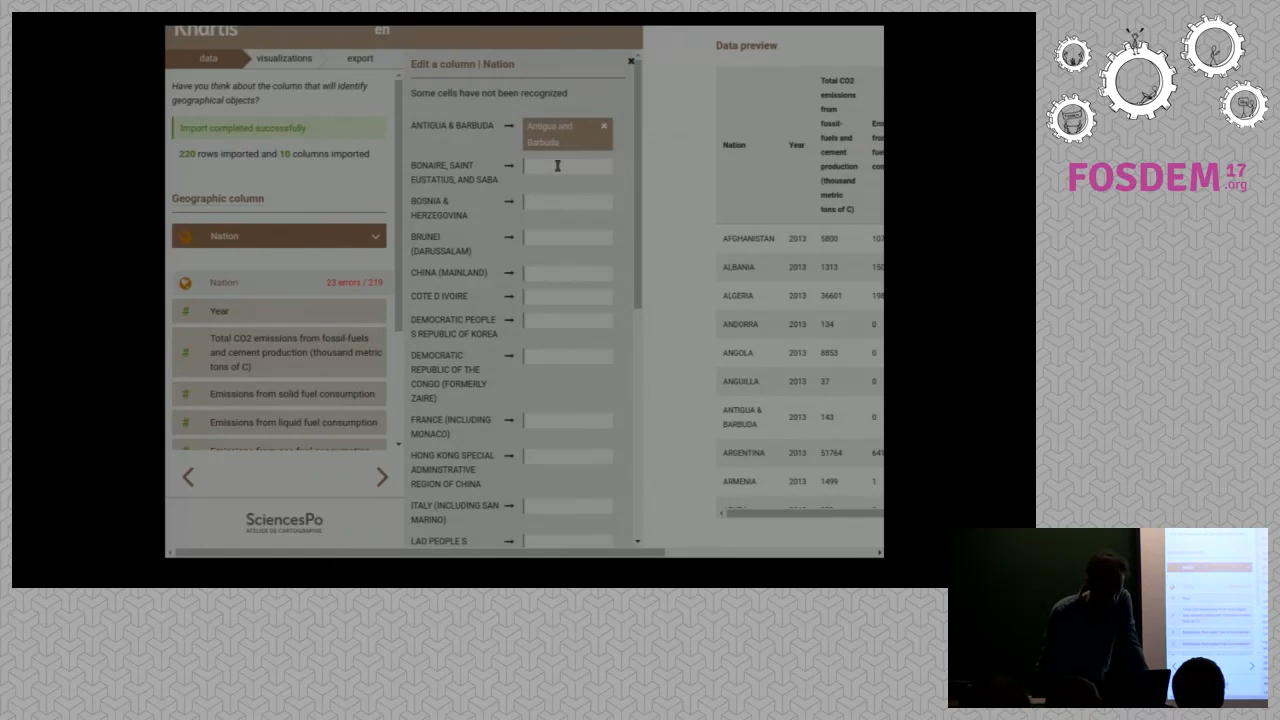 Khartis
en
data
visualizations
export
Have you think about the column that will identify
geographical objects?
Import completed successfully
220 rows imported and 10 columns imported
Geographic column
Nation
Nation
23 errors / 219
Year
Total CO2 emissions from fossil-fuels
and cement production (thousand metric
tons of C)
Emissions from solid fuel consumption
Emissions from liquid fuel consumption
SciencesPo
ATELIER DE CARTOGRAPHIE
Edit a column | Nation
Some cells have not been recognized
ANTIGUA & BARBUDA
Antigua and
Barbuda
BONAIRE, SAINT
EUSTATIUS, AND SABA
BOSNIA &
HERZEGOVINA
BRUNEI
(DARUSSALAM)
CHINA (MAINLAND)
COTE D IVOIRE
DEMOCRATIC PEOPLE
S REPUBLIC OF KOREA
DEMOCRATIC
REPUBLIC OF THE
CONGO (FORMERLY
ZAIRE)
FRANCE (INCLUDING
MONACO)
HONG KONG SPECIAL
ADMINSTRATIVE
REGION OF CHINA
ITALY (INCLUDING SAN
MARINO)
LAO PEOPLE S
Data preview
Nation
Year
Total CO2
emissions
from
fossil-
fuels and
cement
production
(thousand
metric
tons of C)
AFGHANISTAN 2013 5800 107
ALBANIA 2013 1313 150
ALGERIA 2013 36601 198
ANDORRA 2013 134 0
ANGOLA 2013 8853 0
ANGUILLA 2013 37 0
ANTIGUA &
BARBUDA 2013 143 0
ARGENTINA 2013 51764 641
ARMENIA 2013 1499 1
FOSDEM 17
.org